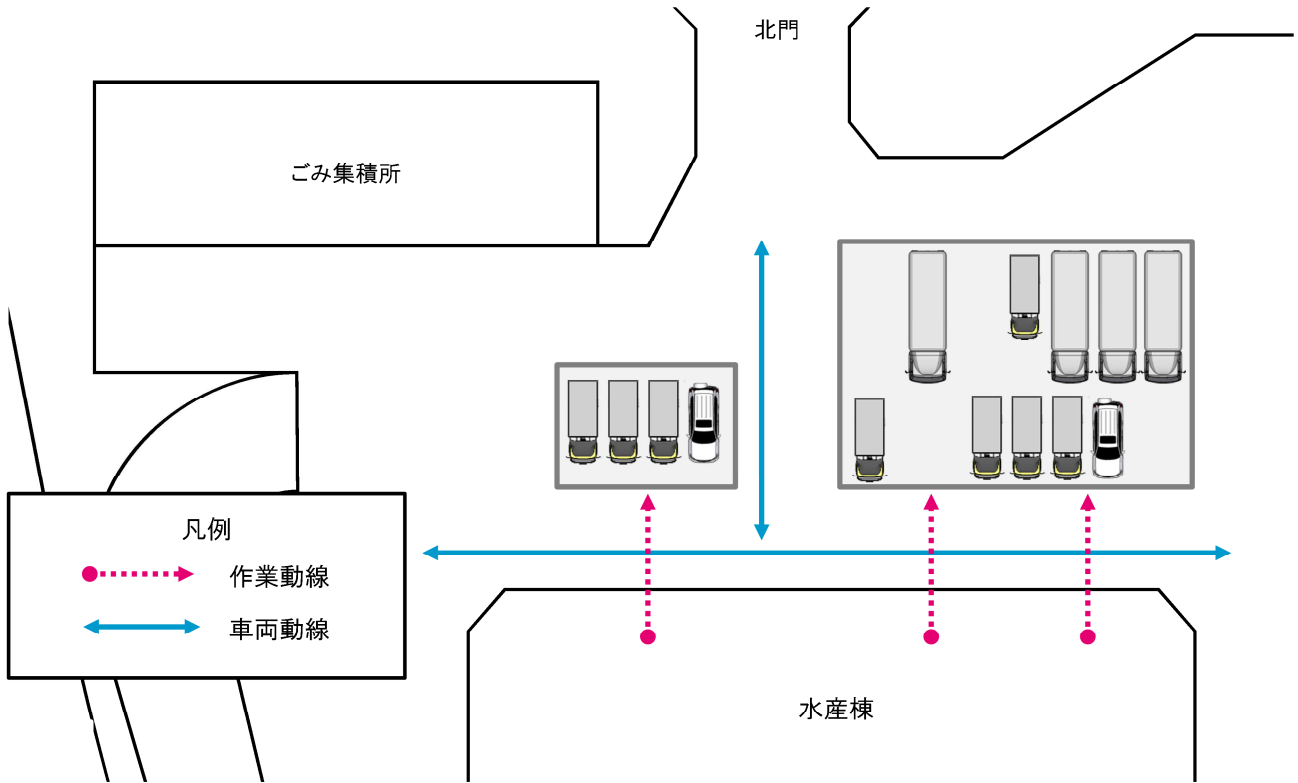 北門
ごみ集積所
凡例
作業動線
車両動線
水産棟